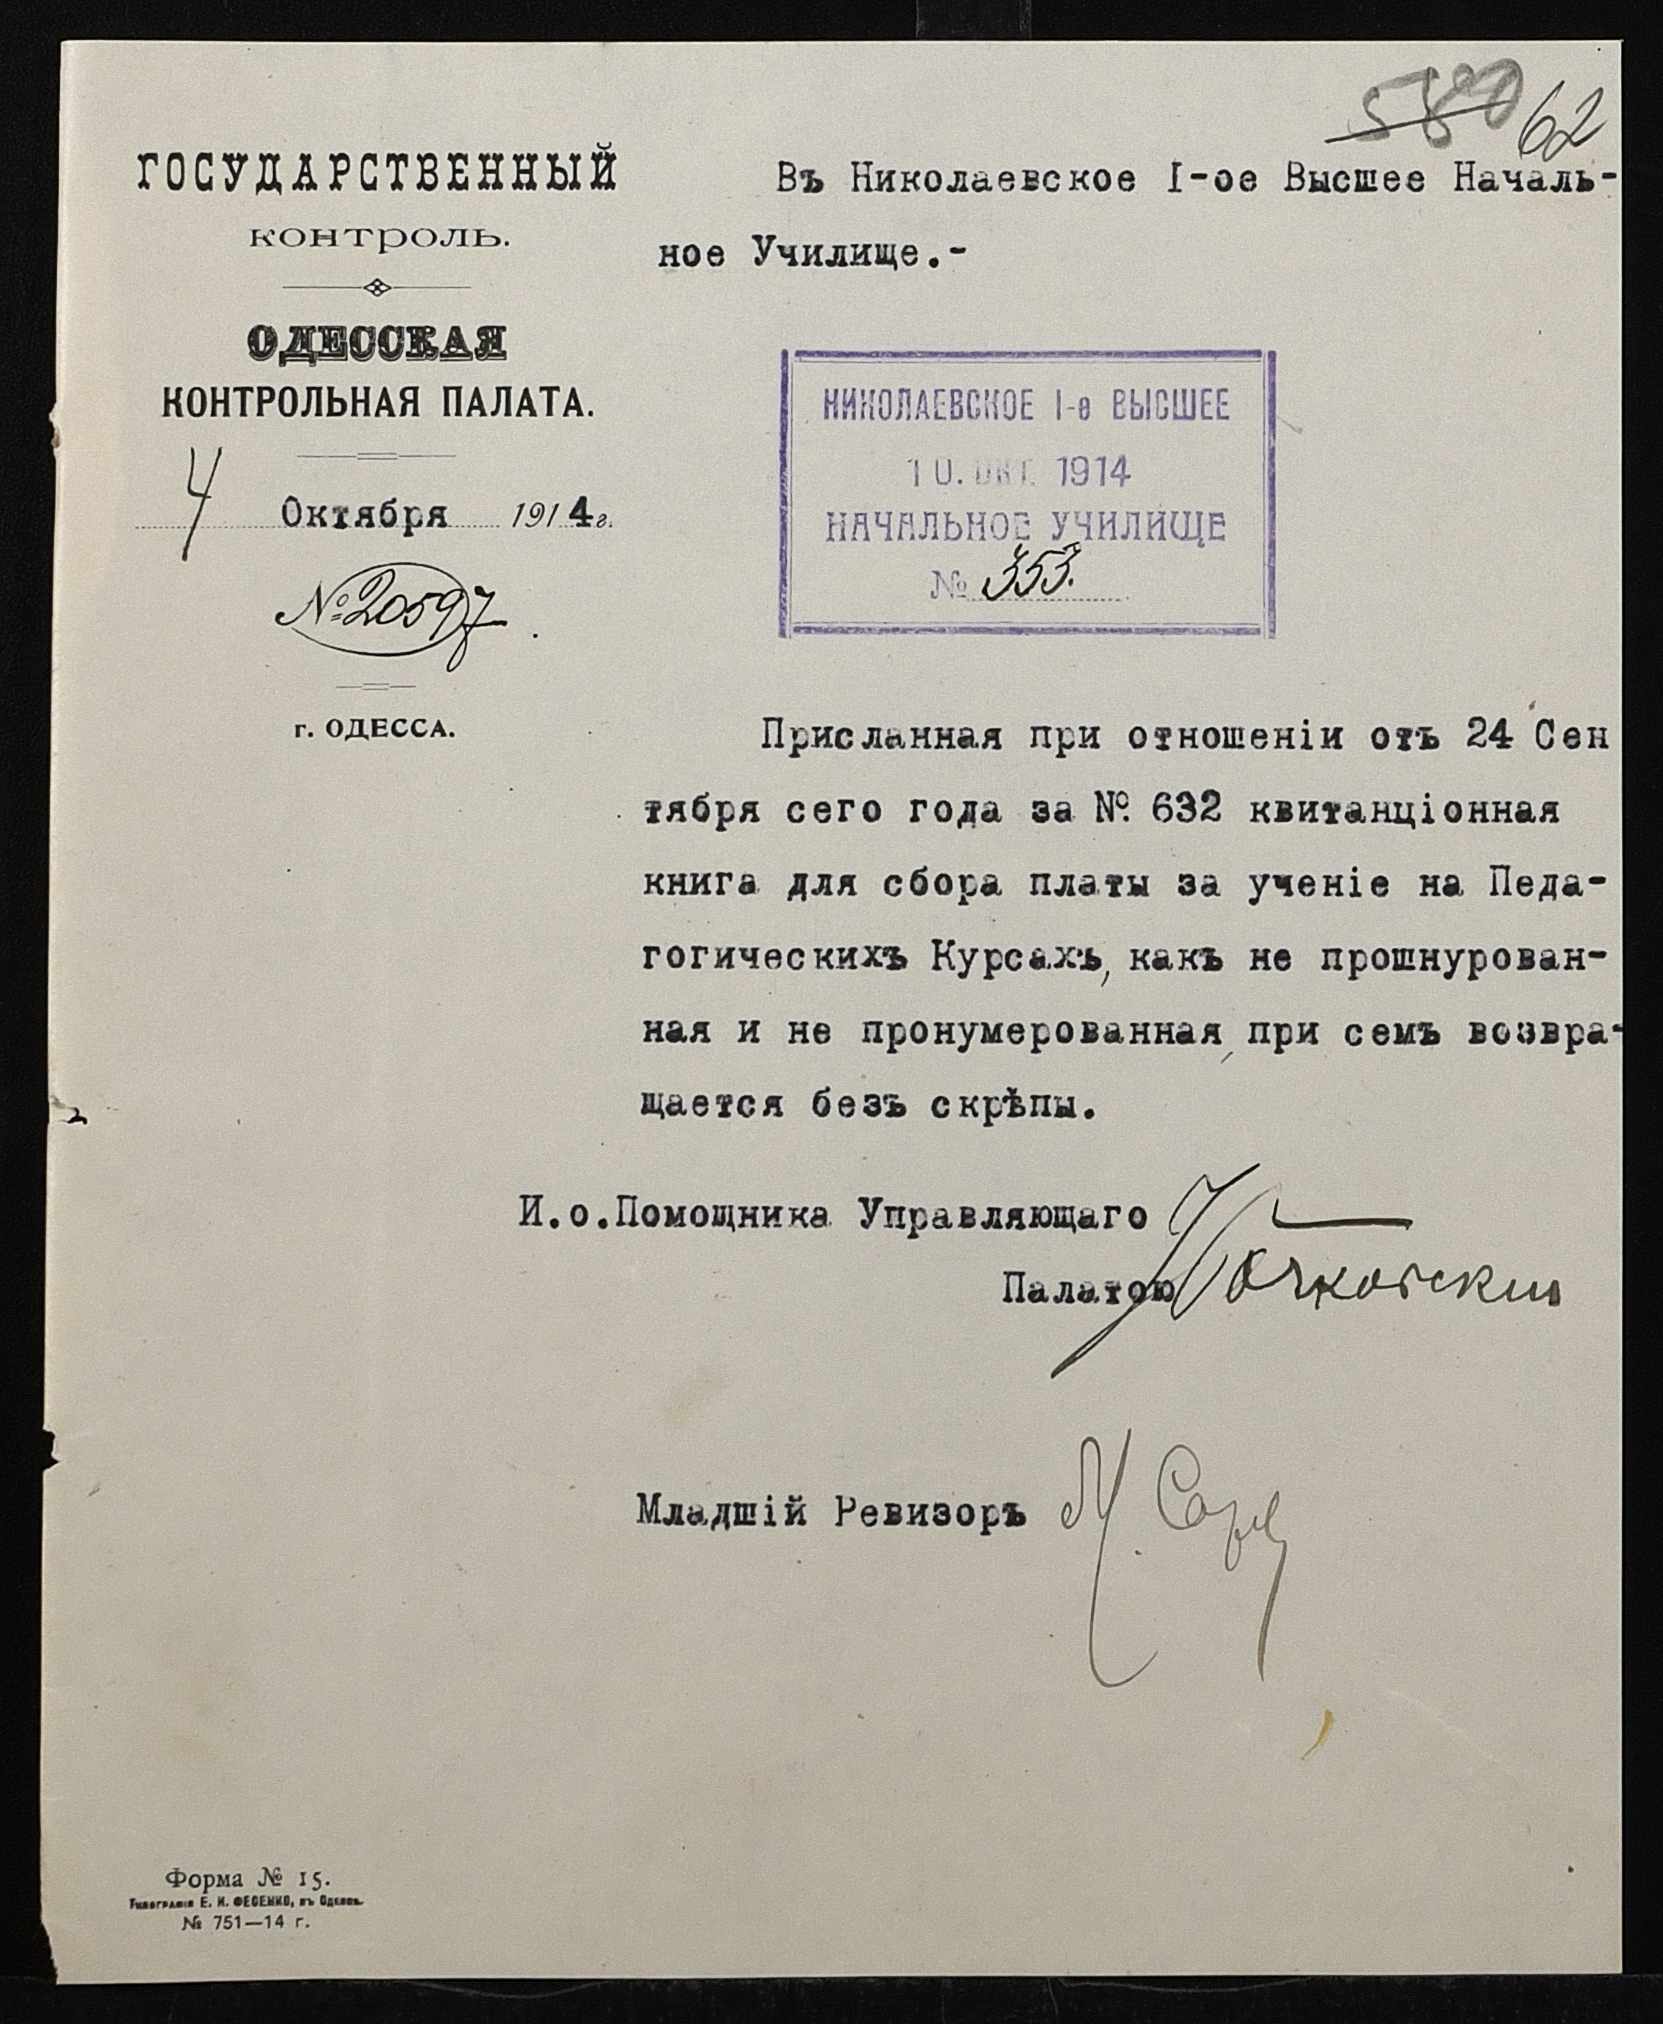 580 62
ГОСУДАРСТВЕННЫЙ
КОНТРОЛЬ.
ОДЕССКАЯ
КОНТРОЛЬНАЯ ПАЛАТА.
4 Октября 1914 г.
№ 20597
г. ОДЕССА.
Въ Николаевское I-ое Высшее Началь-
ное Училище.-
НИКОЛАЕВСКОЕ I-е ВЫСШЕЕ
10. ОКТ. 1914
НАЧАЛЬНОЕ УЧИЛИЩЕ
№ 353.
Присланная при отношеніи отъ 24 Сен
тября сего года за №. 632 квитанціонная
книга для сбора платы за ученіе на Педа-
гогическихъ Курсахъ, какъ не прошнурован-
ная и не пронумерованная, при семъ возвра-
щается безъ скрѣпы.
И.о.Помощника Управляющаго
Палатою
Младшій Ревизоръ
Форма № 15.
Типографія Е. И. ФЕСЕНКО, въ Одессѣ.
№ 751—14 г.